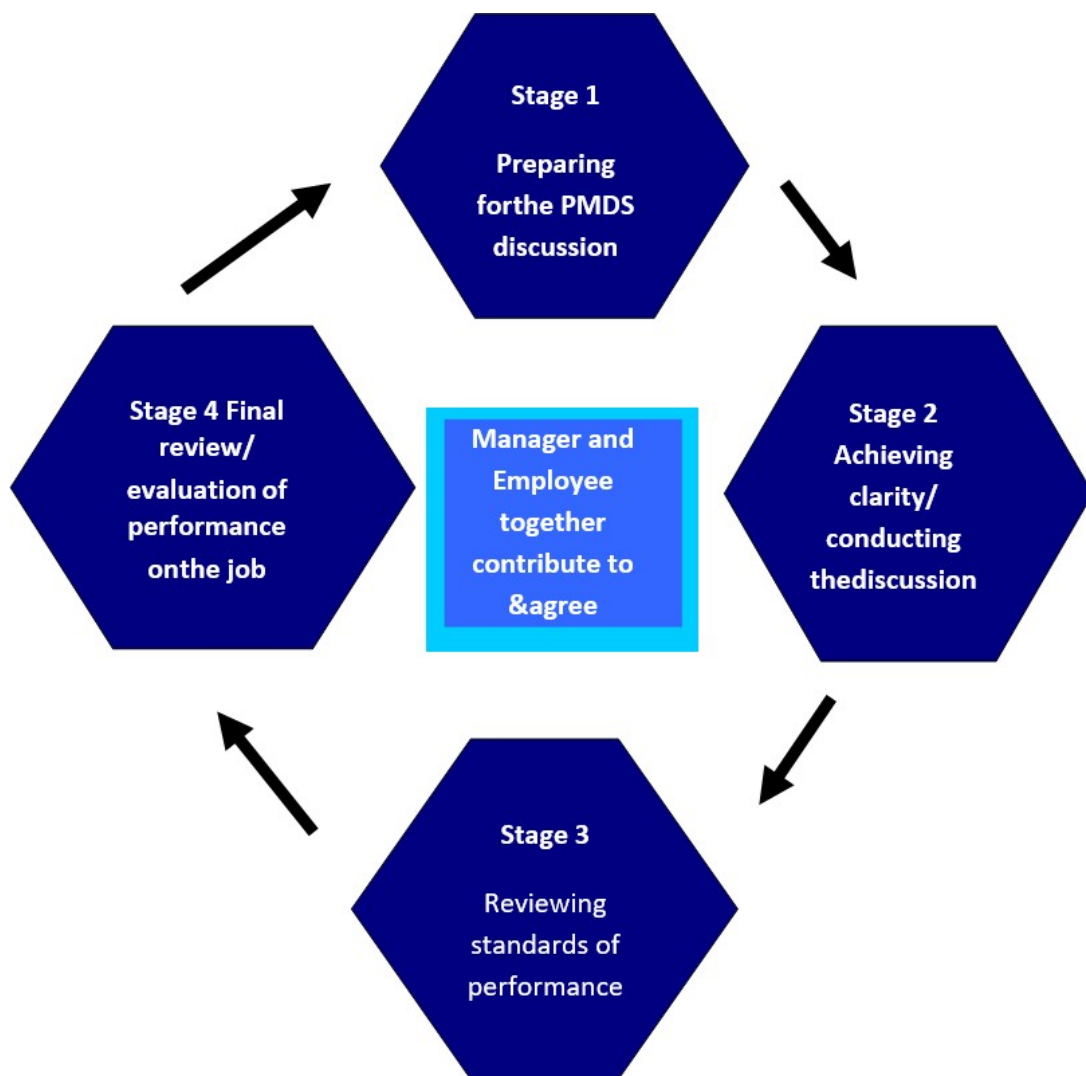 Stage 1
Preparing
forthe PMDS
discussion
Stage 4 Final
review/
evaluation of
performance
onthe job
Manager and
Employee
together
contribute to
&agree
Stage 2
Achieving
clarity/
conducting
thediscussion
Stage 3
Reviewing
standards of
performance